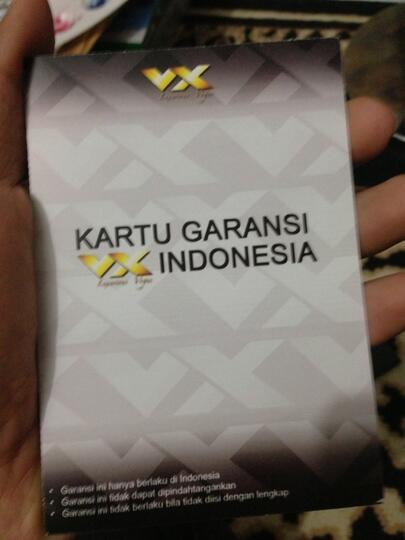 VX
KARTU GARANSI
VX INDONESIA
Garansi ini hanya berlaku di Indonesia
Garansi ini tidak dapat dipindahtangankan
Garansi ini tidak berlaku bila tidak diisi dengan lengkap